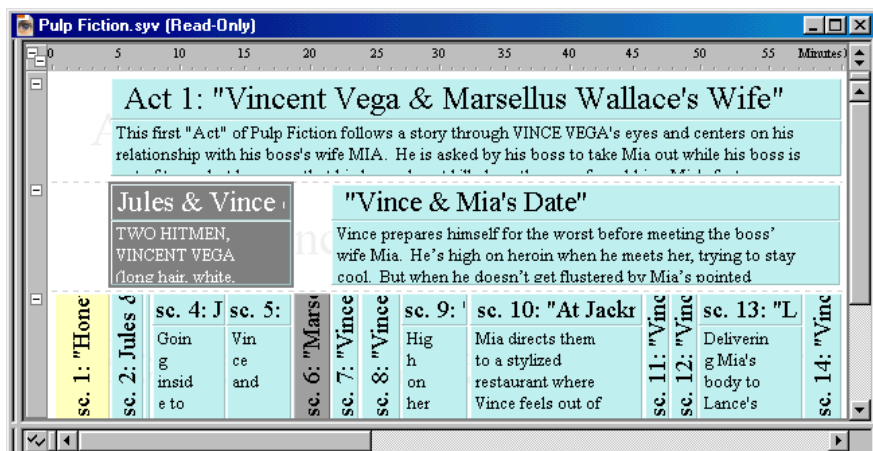 Pulp Fiction.syv (Read-Only)
0 5 10 15 20 25 30 35 40 45 50 55 Minutes)
Act 1: "Vincent Vega & Marsellus Wallace's Wife"
This first "Act" of Pulp Fiction follows a story through VINCE VEGA's eyes and centers on his
relationship with his boss's wife MIA. He is asked by his boss to take Mia out while his boss is
Jules & Vince
TWO HITMEN,
VINCENT VEGA
(long hair, white,
"Vince & Mia's Date"
Vince prepares himself for the worst before meeting the boss'
wife Mia. He's high on heroin when he meets her, trying to stay
cool. But when he doesn't get flustered by Mia's pointed
sc. 1: "Hone
sc. 2: Jules &
sc. 4: J
Goin
g
insid
e to
sc. 5:
Vin
ce
and
sc. 6: "Marse
sc. 7: "Vince
sc. 8: "Vince
sc. 9: '
Hig
h
on
her
sc. 10: "At Jackr
Mia directs them
to a stylized
restaurant where
Vince feels out of
sc. 11: "Vinc
sc. 12: "Vinc
sc. 13: "L
Deliverin
g Mia's
body to
Lance's
sc. 14: "Vinc